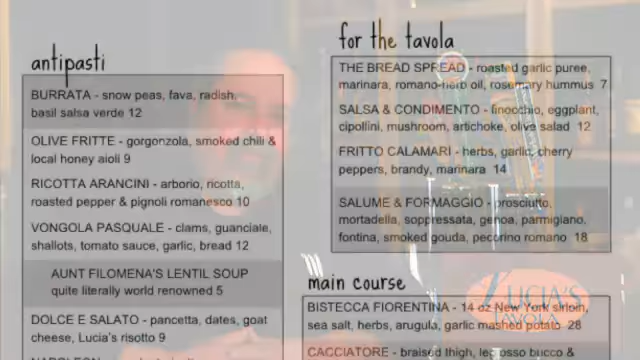 antipasti
BURRATA - snow peas, fava, radish,
basil salsa verde 12
OLIVE FRITTE - gorgonzola, smoked chili &
local honey aioli 9
RICOTTA ARANCINI - arborio, ricotta,
roasted pepper & pignoli romanesco 10
VONGOLA PASQUALE - clams, guanciale,
shallots, tomato sauce, garlic, bread 12
AUNT FILOMENA'S LENTIL SOUP
quite literally world renowned 5
DOLCE E SALATO - pancetta, dates, goat
cheese, Lucia's risotto 9
for the tavola
THE BREAD SPREAD - roasted garlic puree,
marinara, romano-herb oil, rosemary hummus 7
SALSA & CONDIMENTO - finocchio, eggplant,
cipollini, mushroom, artichoke, olive salad 12
FRITTO CALAMARI - herbs, garlic, cherry
peppers, brandy, marinara 14
SALUME & FORMAGGIO - prosciutto,
mortadella, soppressata, genoa, parmigiano,
fontina, smoked gouda, pecorino romano 18
main course
BISTECCA FIORENTINA - 14 oz New York sirloin,
sea salt, herbs, arugula, garlic mashed potato 28
CACCIATORE - braised thigh, leg, osso bucco &
LUCIA'S
TAVOLA